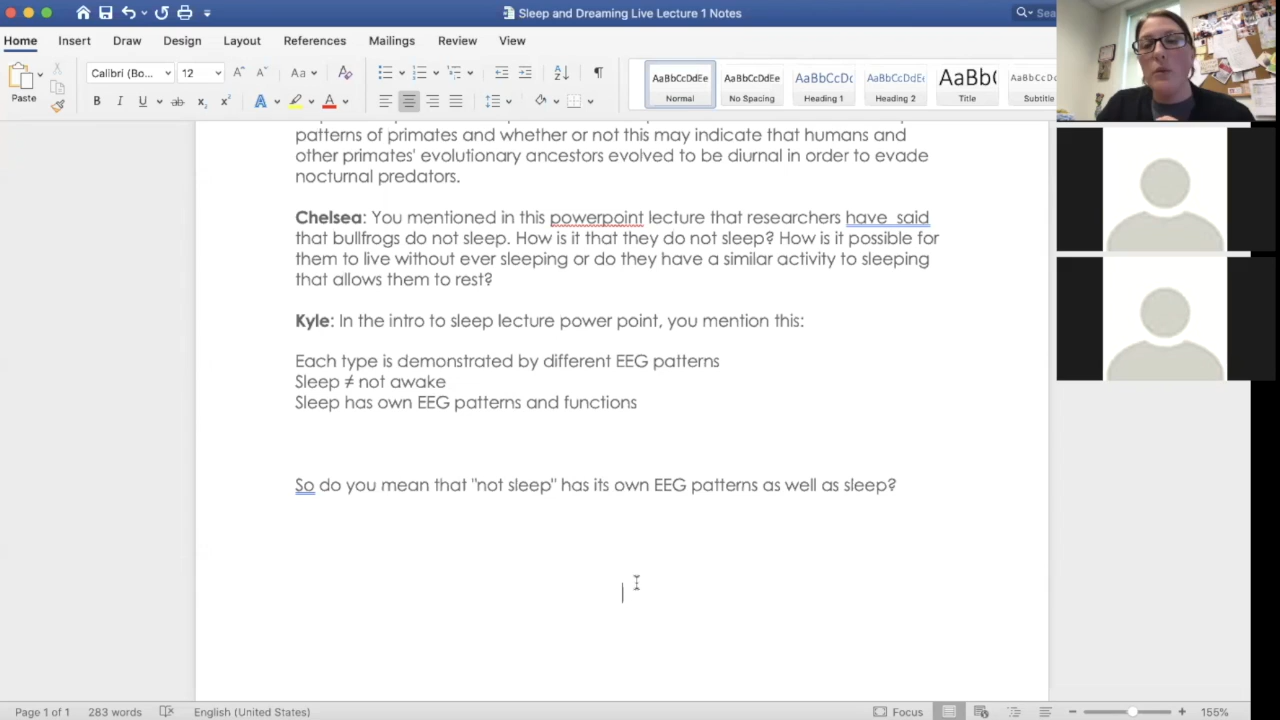 Sleep and Dreaming Live Lecture 1 Notes
Sea
Home Insert Draw Design Layout References Mailings Review View
Paste
Calibri (Bo... 12
Aa
B I U ab x2 x2 A A
AaBbCcDdEe AaBbCcDdEe AaBbCcDc AaBbCcDdEe AaBb( AaBbCcDdE
Normal No Spacing Heading 1 Heading 2 Title Subtitle
patterns of primates and whether or not this may indicate that humans and
other primates' evolutionary ancestors evolved to be diurnal in order to evade
nocturnal predators.
Chelsea: You mentioned in this powerpoint lecture that researchers have  said
that bullfrogs do not sleep. How is it that they do not sleep? How is it possible for
them to live without ever sleeping or do they have a similar activity to sleeping
that allows them to rest?
Kyle: In the intro to sleep lecture power point, you mention this:
Each type is demonstrated by different EEG patterns
Sleep ≠ not awake
Sleep has own EEG patterns and functions
So do you mean that "not sleep" has its own EEG patterns as well as sleep?
Page 1 of 1 283 words English (United States) Focus 155%